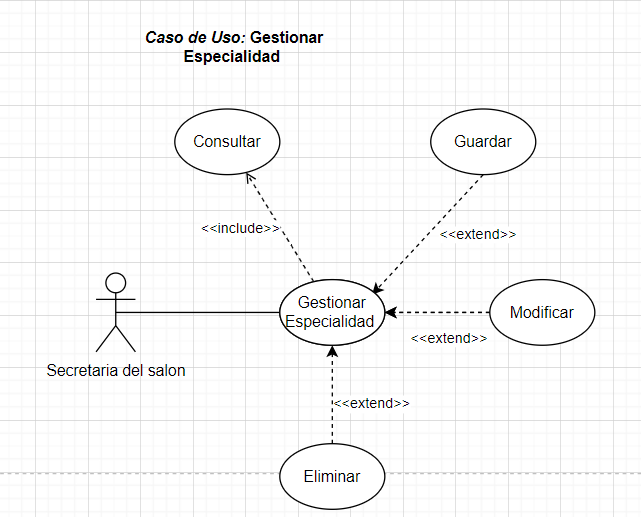 Caso de Uso: Gestionar
Especialidad
Consultar
Guardar
<<include>>
<<extend>>
Gestionar
Especialidad
Modificar
<<extend>>
Secretaria del salon
<<extend>>
Eliminar